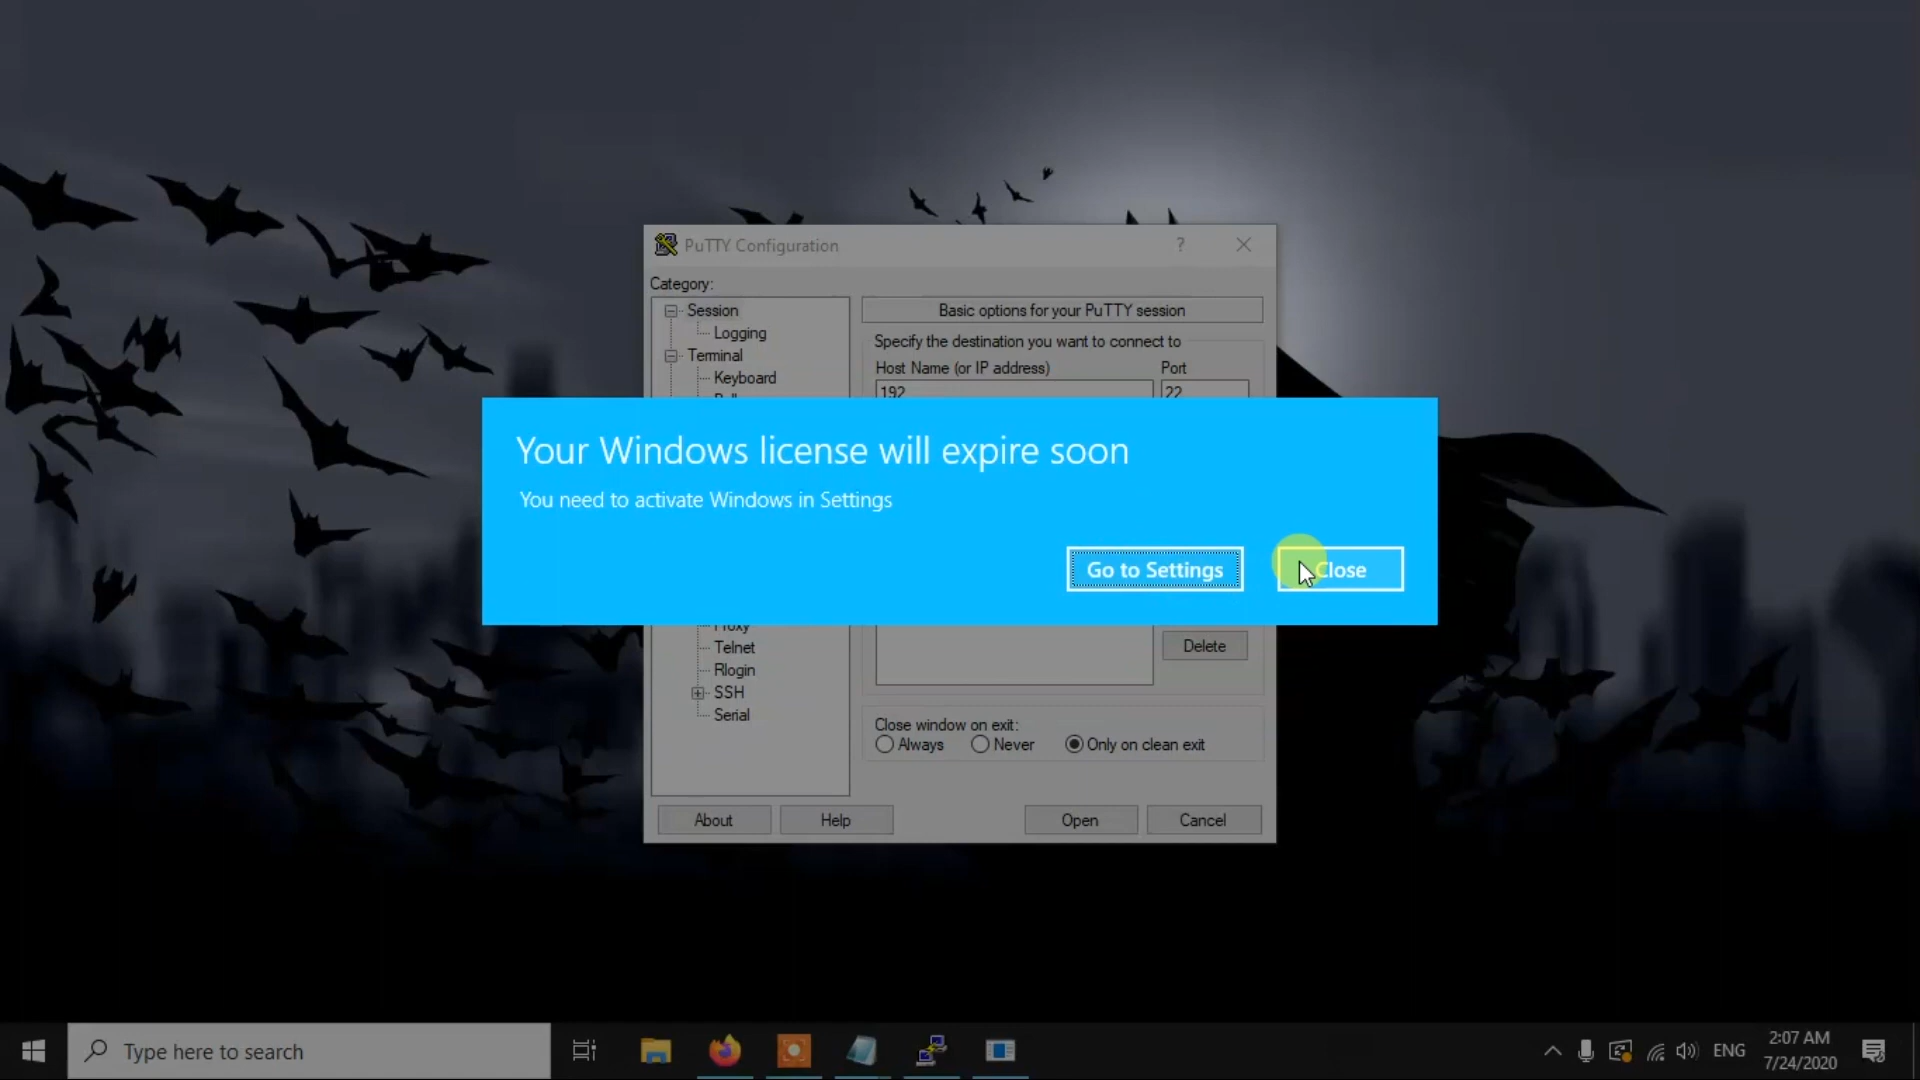 PuTTY Configuration
?
Category:
Session
Logging
Terminal
Keyboard
Basic options for your PuTTY session
Specify the destination you want to connect to
Host Name (or IP address)
Port
192
22
Your Windows license will expire soon
You need to activate Windows in Settings
Go to Settings
Close
Proxy
Telnet
Rlogin
SSH
Serial
Delete
Close window on exit:
Always
Never
Only on clean exit
About
Help
Open
Cancel
Type here to search
ENG
2:07 AM
7/24/2020